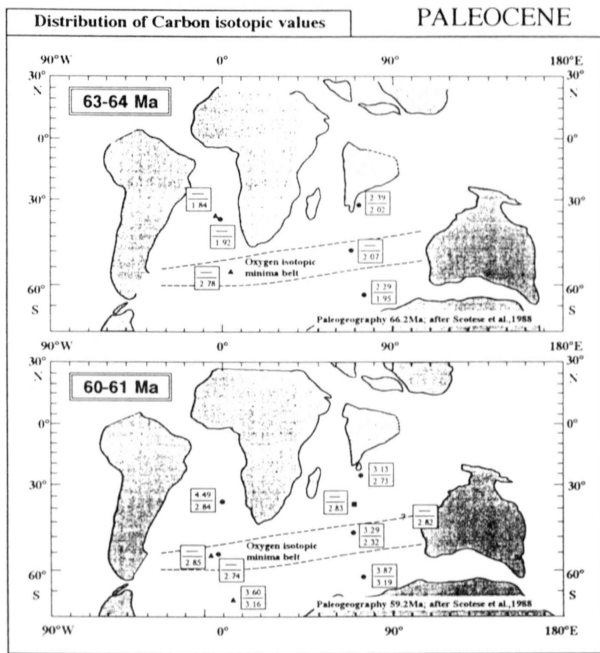 Distribution of Carbon isotopic values
PALEOCENE
90°W 0° 90°E 180°E
30° 30°
N N
63-64 Ma
0° 0°
2.39
2.02
30° 30°
—
1.84
—
1.92
—
2.07
Oxygen isotopic
minima belt
—
2.78
2.29
1.95
60° 60°
S S
Paleogeography 66.2Ma; after Scotese et al.,1988
90°W 0° 90°E 180°E
30° 30°
N N
60-61 Ma
0° 0°
3.13
2.73
30° 30°
4.49
2.84
—
2.83
?
—
2.82
3.29
2.32
Oxygen isotopic
minima belt
—
2.85
—
2.74
3.87
3.19
60° 60°
3.60
3.16
S S
Paleogeography 59.2Ma; after Scotese et al.,1988
90°W 0° 90°E 180°E